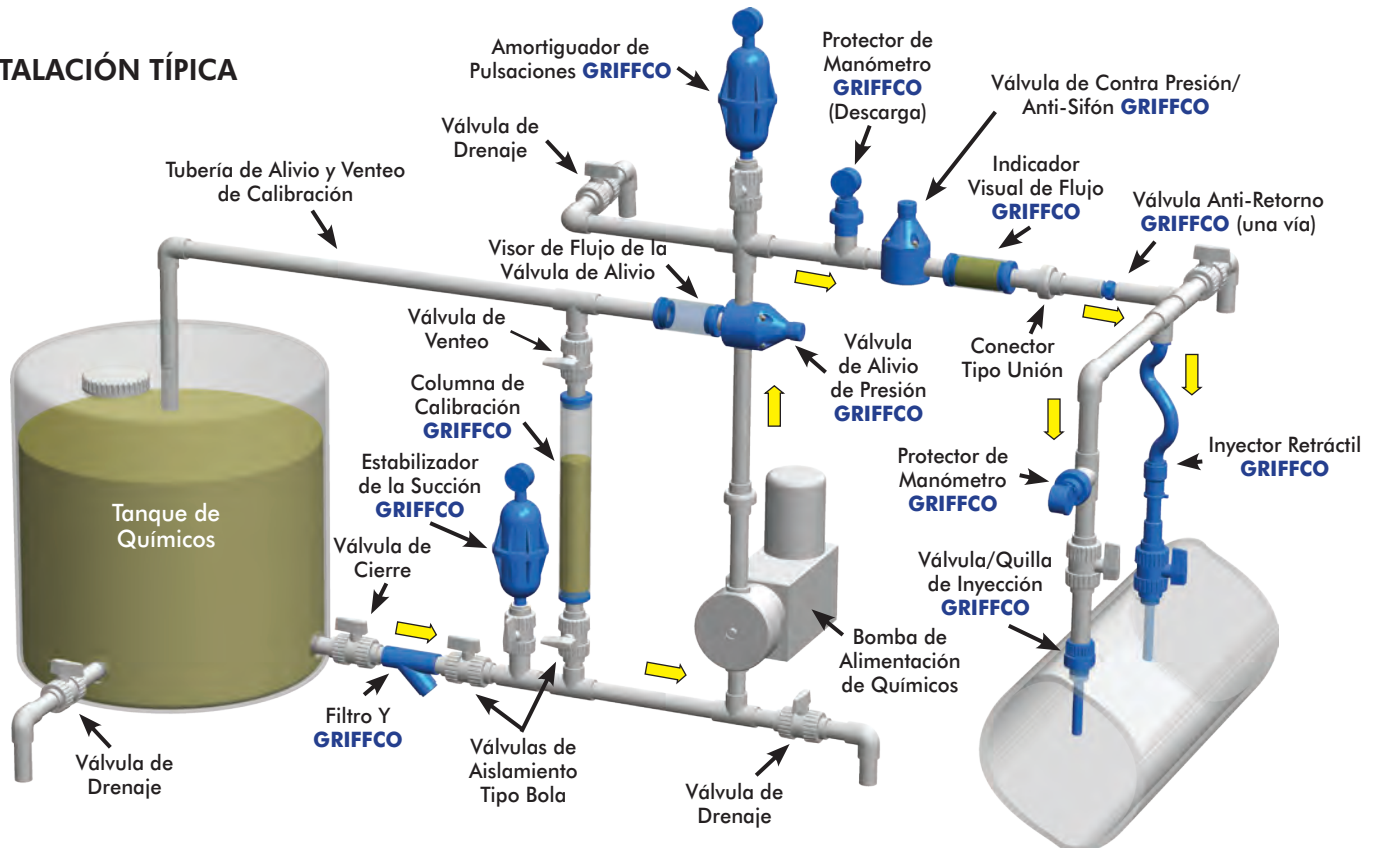 TALACIÓN TÍPICA
Amortiguador de
Pulsaciones GRIFFCO
Protector de
Manómetro
GRIFFCO
(Descarga)
Válvula de Contra Presión/
Anti-Sifón GRIFFCO
Válvula de
Drenaje
Tubería de Alivio y Venteo
de Calibración
Indicador
Visual de Flujo
GRIFFCO
Válvula Anti-Retorno
GRIFFCO (una vía)
Visor de Flujo de la
Válvula de Alivio
Válvula de
Venteo
Válvula
de Alivio
de Presión
GRIFFCO
Conector
Tipo Unión
Columna de
Calibración
GRIFFCO
Estabilizador
de la Succión
GRIFFCO
Protector de
Manómetro
GRIFFCO
Inyector Retráctil
GRIFFCO
Tanque de
Químicos
Válvula de
Cierre
Válvula/Quilla
de Inyección
GRIFFCO
Bomba de
Alimentación
de Químicos
Filtro Y
GRIFFCO
Válvula de
Drenaje
Válvulas de
Aislamiento
Tipo Bola
Válvula de
Drenaje